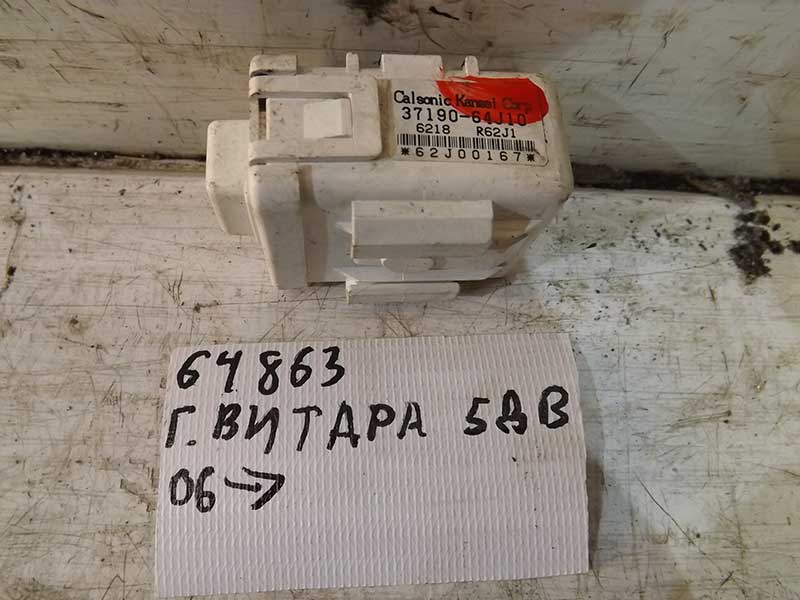 Calsonic Kansei Corp.
37190-64J10
6218 R62J1
*62J00167*
64863
Г. ВИТАРА 5ДВ
06→